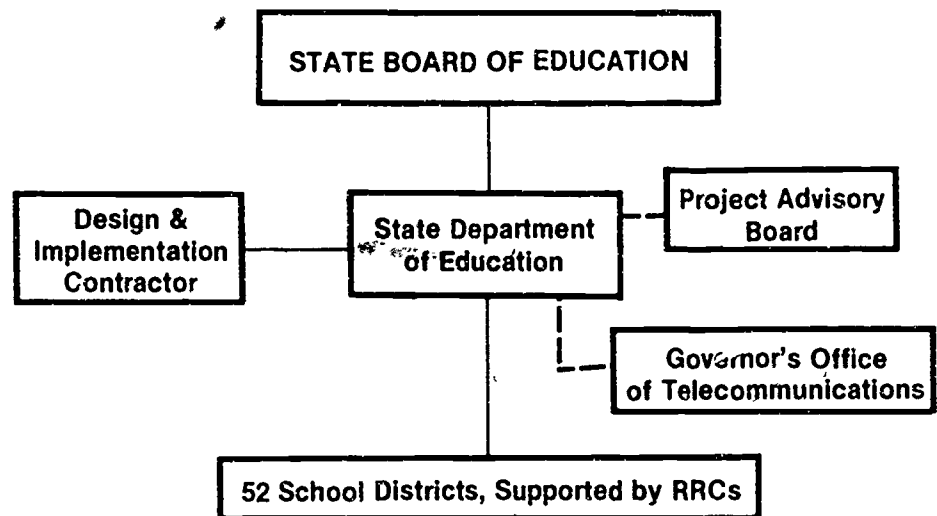 STATE BOARD OF EDUCATION
Design &
Implementation
Contractor
State Department
of Education
Project Advisory
Board
Governor's Office
of Telecommunications
52 School Districts, Supported by RRCs